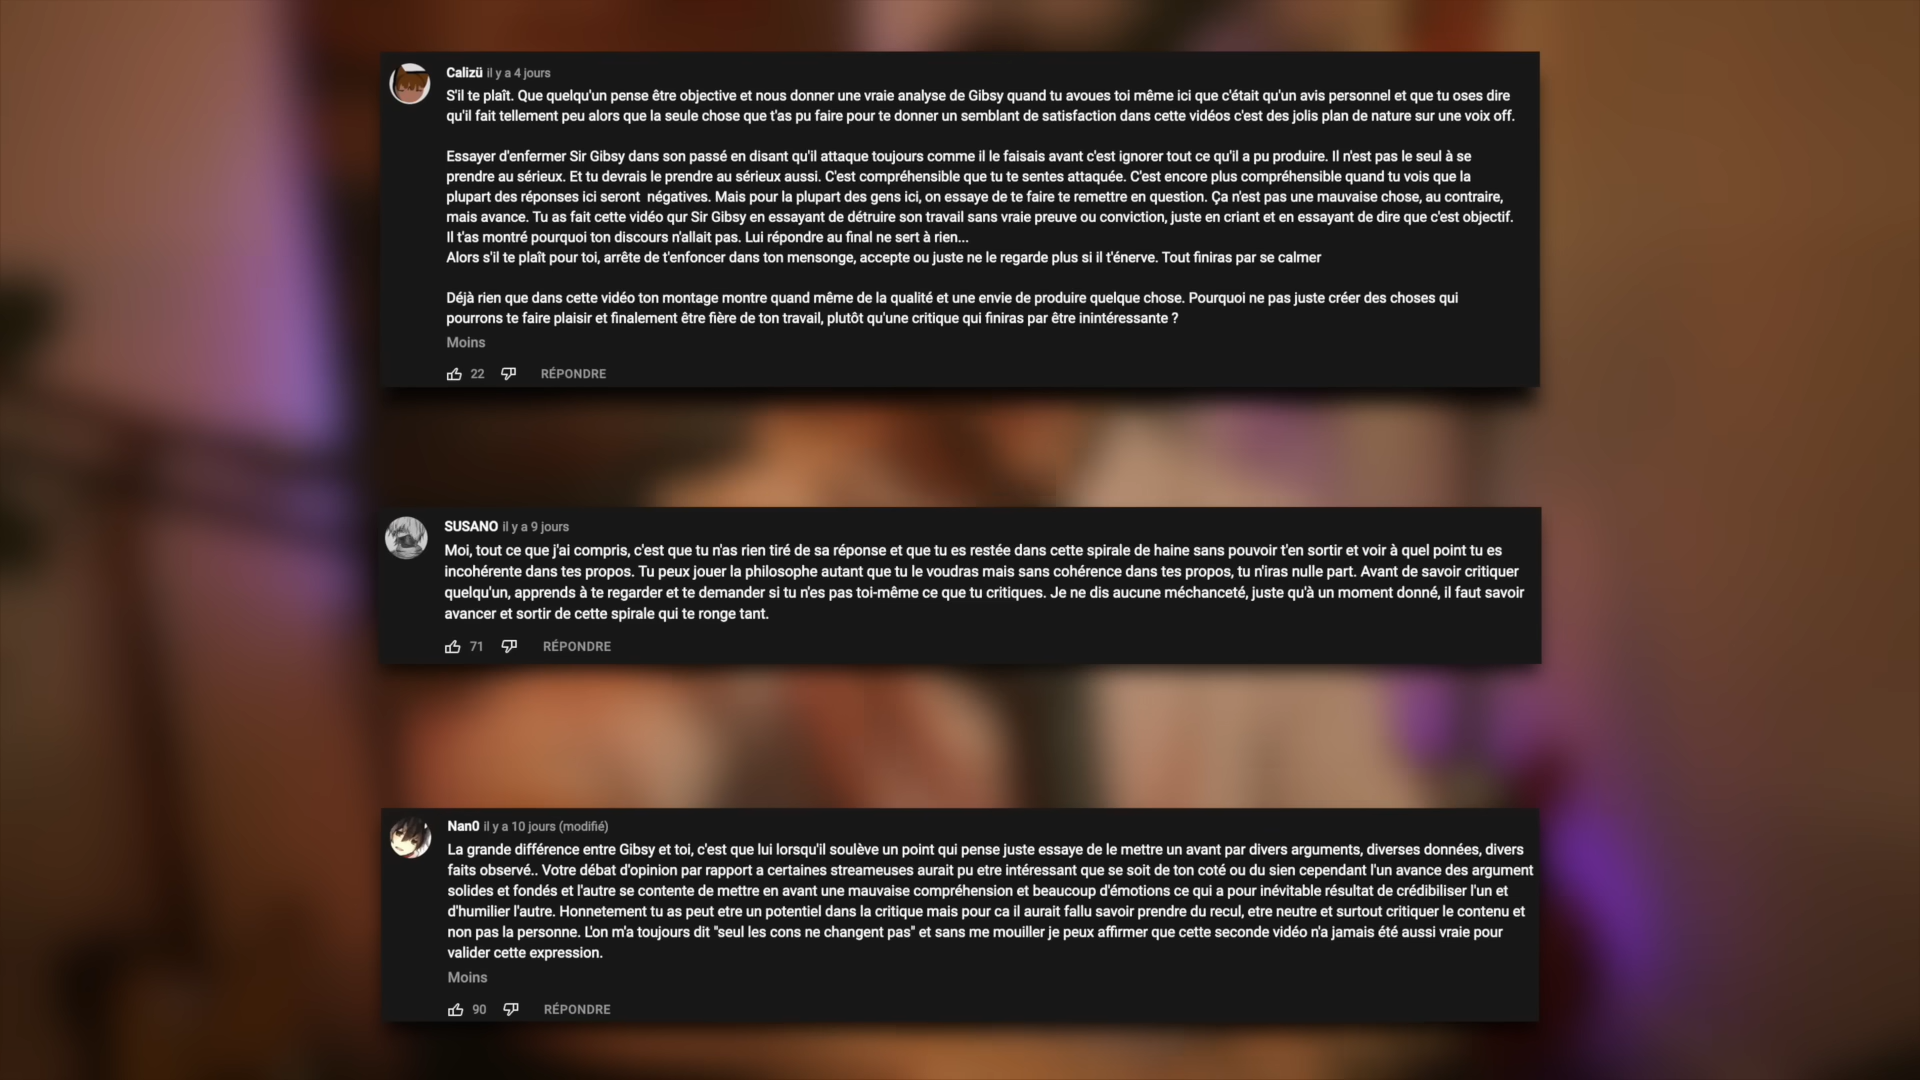 Calizü il y a 4 jours
S'il te plaît. Que quelqu'un pense être objective et nous donner une vraie analyse de Gibsy quand tu avoues toi même ici que c'était qu'un avis personnel et que tu oses dire
qu'il fait tellement peu alors que la seule chose que t'as pu faire pour te donner un semblant de satisfaction dans cette vidéos c'est des jolis plan de nature sur une voix off.
Essayer d'enfermer Sir Gibsy dans son passé en disant qu'il attaque toujours comme il le faisais avant c'est ignorer tout ce qu'il a pu produire. Il n'est pas le seul à se
prendre au sérieux. Et tu devrais le prendre au sérieux aussi. C'est compréhensible que tu te sentes attaquée. C'est encore plus compréhensible quand tu vois que la
plupart des réponses ici seront  négatives. Mais pour la plupart des gens ici, on essaye de te faire te remettre en question. Ça n'est pas une mauvaise chose, au contraire,
mais avance. Tu as fait cette vidéo qur Sir Gibsy en essayant de détruire son travail sans vraie preuve ou conviction, juste en criant et en essayant de dire que c'est objectif.
Il t'as montré pourquoi ton discours n'allait pas. Lui répondre au final ne sert à rien...
Alors s'il te plaît pour toi, arrête de t'enfoncer dans ton mensonge, accepte ou juste ne le regarde plus si il t'énerve. Tout finiras par se calmer
Déjà rien que dans cette vidéo ton montage montre quand même de la qualité et une envie de produire quelque chose. Pourquoi ne pas juste créer des choses qui
pourrons te faire plaisir et finalement être fière de ton travail, plutôt qu'une critique qui finiras par être inintéressante ?
Moins
22 RÉPONDRE
SUSANO il y a 9 jours
Moi, tout ce que j'ai compris, c'est que tu n'as rien tiré de sa réponse et que tu es restée dans cette spirale de haine sans pouvoir t'en sortir et voir à quel point tu es
incohérente dans tes propos. Tu peux jouer la philosophe autant que tu le voudras mais sans cohérence dans tes propos, tu n'iras nulle part. Avant de savoir critiquer
quelqu'un, apprends à te regarder et te demander si tu n'es pas toi-même ce que tu critiques. Je ne dis aucune méchanceté, juste qu'à un moment donné, il faut savoir
avancer et sortir de cette spirale qui te ronge tant.
71 RÉPONDRE
Nan0 il y a 10 jours (modifié)
La grande différence entre Gibsy et toi, c'est que lui lorsqu'il soulève un point qui pense juste essaye de le mettre un avant par divers arguments, diverses données, divers
faits observé.. Votre débat d'opinion par rapport a certaines streameuses aurait pu etre intéressant que se soit de ton coté ou du sien cependant l'un avance des argument
solides et fondés et l'autre se contente de mettre en avant une mauvaise compréhension et beaucoup d'émotions ce qui a pour inévitable résultat de crédibiliser l'un et
d'humilier l'autre. Honnetement tu as peut etre un potentiel dans la critique mais pour ca il aurait fallu savoir prendre du recul, etre neutre et surtout critiquer le contenu et
non pas la personne. L'on m'a toujours dit "seul les cons ne changent pas" et sans me mouiller je peux affirmer que cette seconde vidéo n'a jamais été aussi vraie pour
valider cette expression.
Moins
90 RÉPONDRE